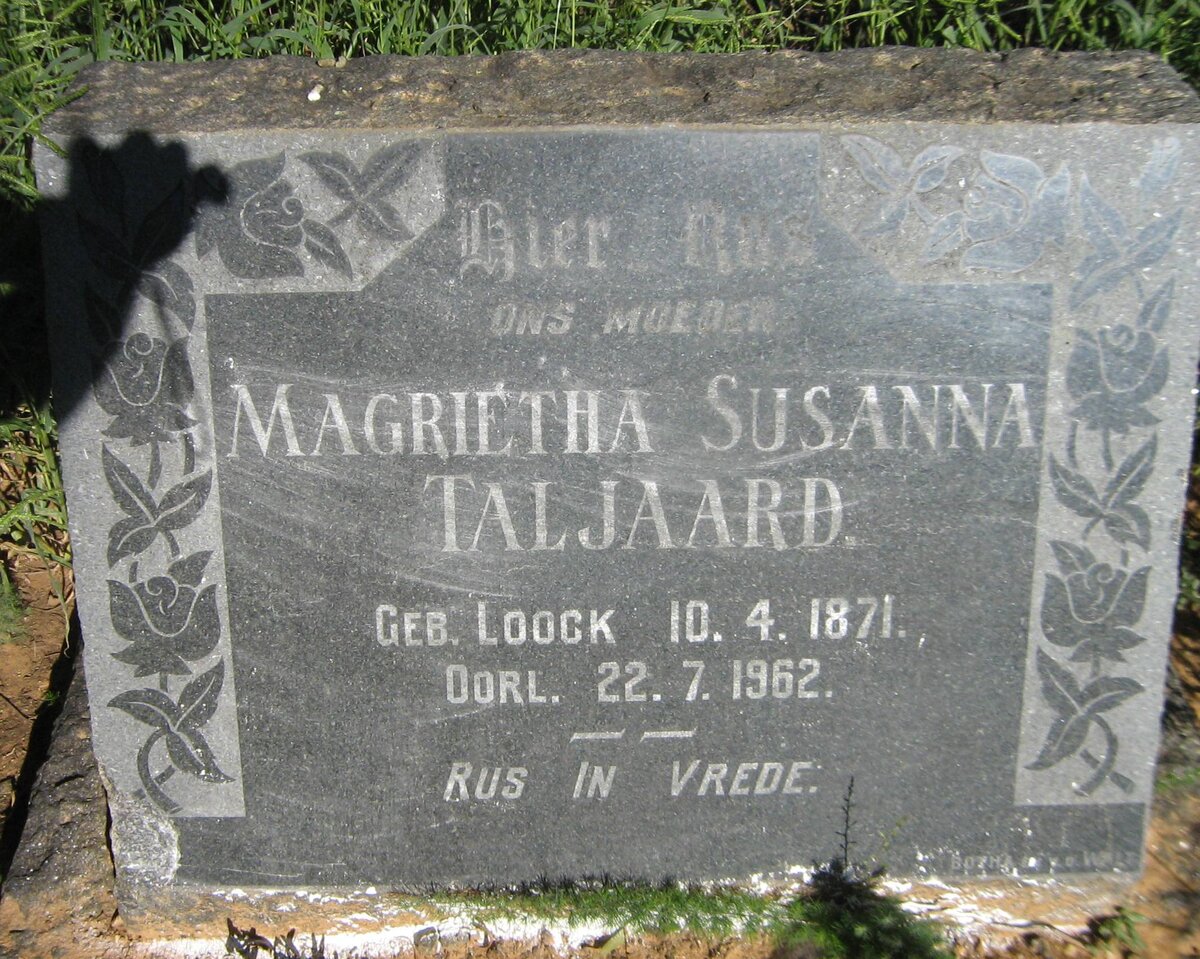 Hier Rus
ONS MOEDER
MAGRIETHA SUSANNA
TALJAARD.
GEB. LOOCK 10. 4. 1871.,
OORL. 22. 7. 1962.
RUS IN VREDE.
BOTHA